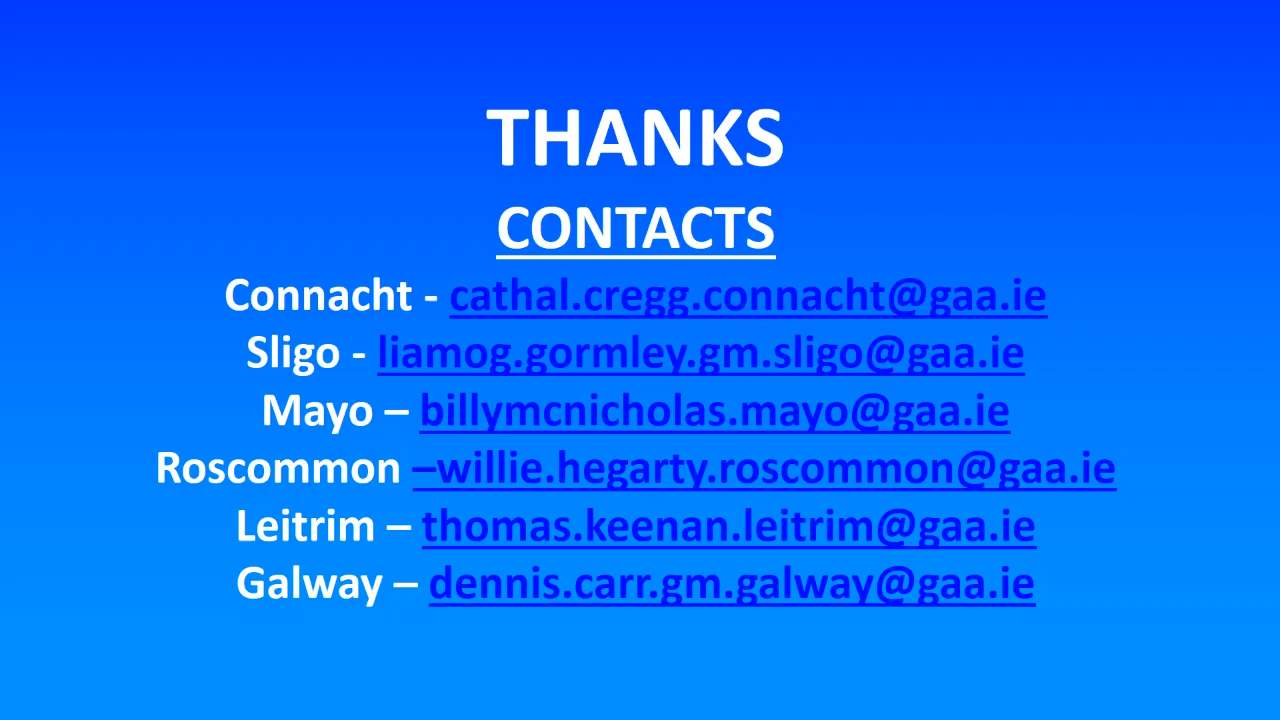 THANKS
CONTACTS
Connacht - cathal.cregg.connacht@gaa.ie
Sligo - liamog.gormley.gm.sligo@gaa.ie
Mayo – billymcnicholas.mayo@gaa.ie
Roscommon –willie.hegarty.roscommon@gaa.ie
Leitrim – thomas.keenan.leitrim@gaa.ie
Galway – dennis.carr.gm.galway@gaa.ie